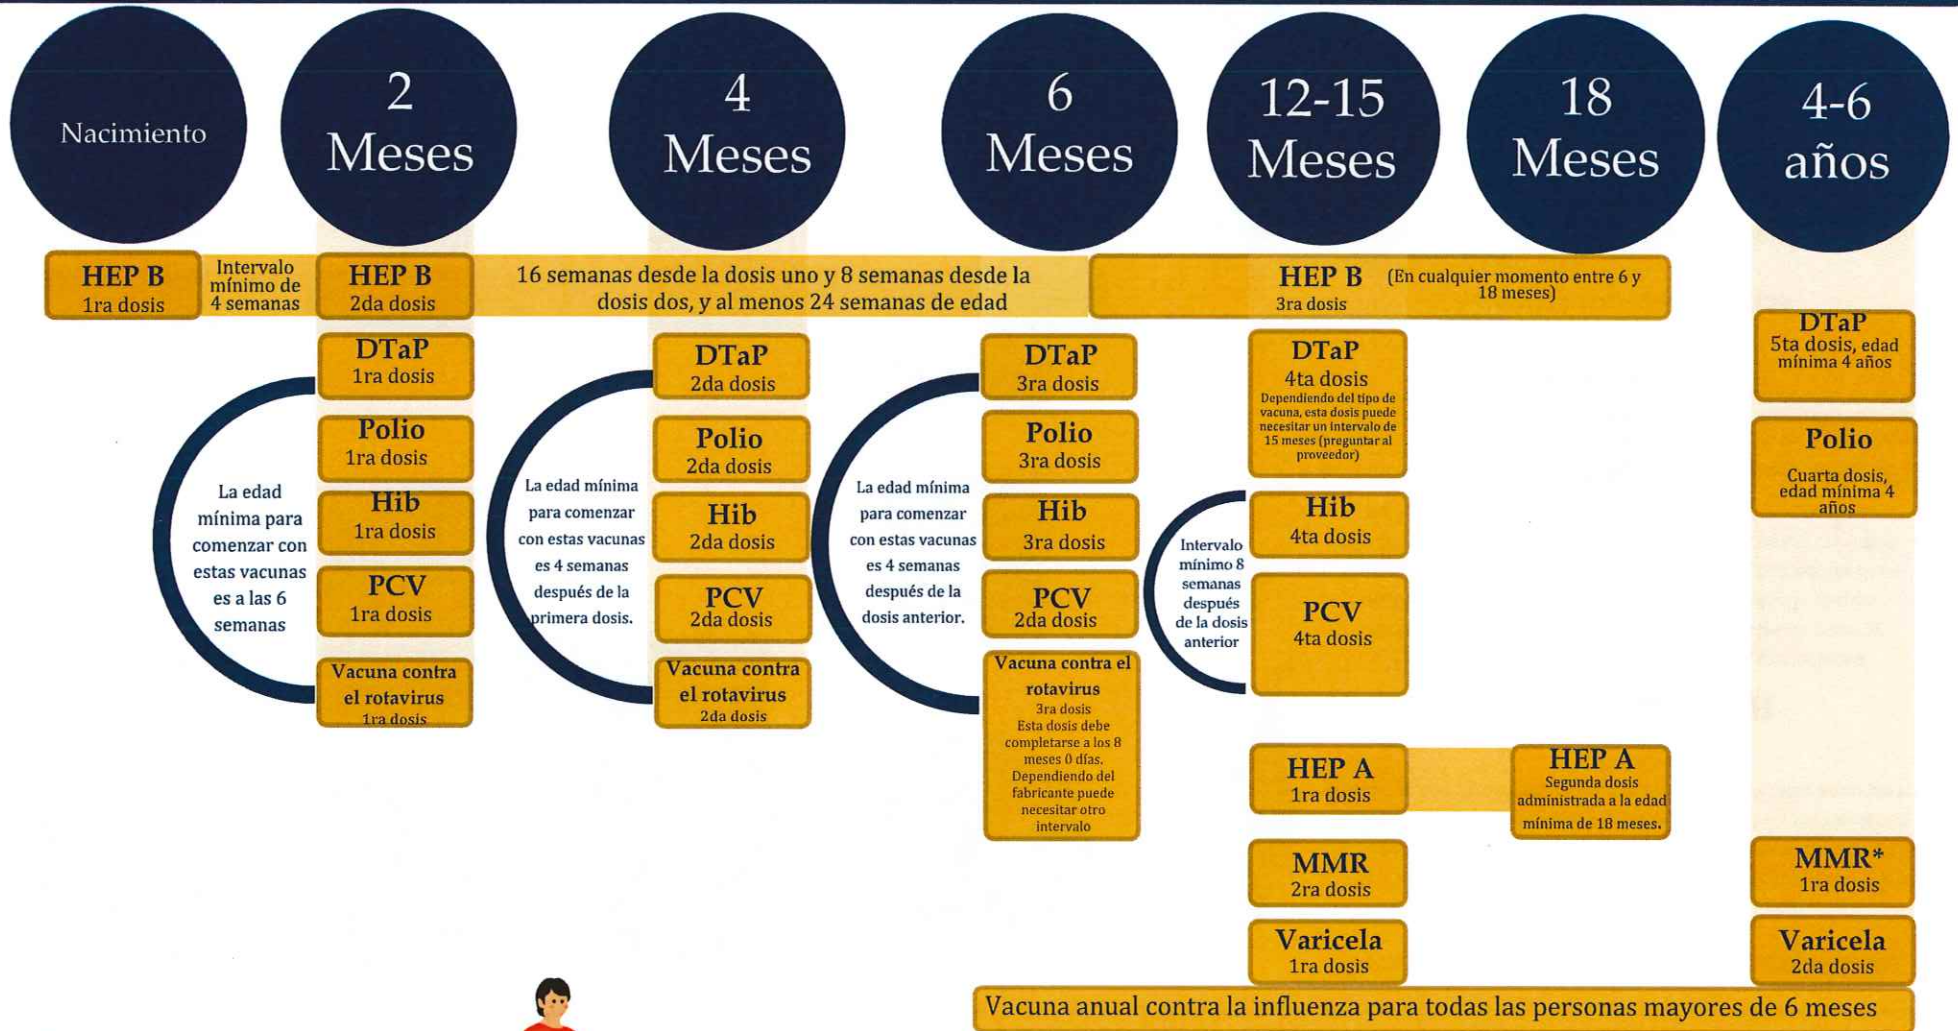 Nacimiento
2
Meses
4
Meses
6
Meses
12-15
Meses
18
Meses
4-6
años
HEP B
1ra dosis
Intervalo
mínimo de
4 semanas
HEP B
2da dosis
16 semanas desde la dosis uno y 8 semanas desde la
dosis dos, y al menos 24 semanas de edad
HEP B
3ra dosis
(En cualquier momento entre 6 y
18 meses)
La edad
mínima para
comenzar con
estas vacunas
es a las 6
semanas
DTaP
1ra dosis
Polio
1ra dosis
Hib
1ra dosis
PCV
1ra dosis
Vacuna contra
el rotavirus
1ra dosis
La edad mínima
para comenzar
con estas vacunas
es 4 semanas
después de la
primera dosis.
DTaP
2da dosis
Polio
2da dosis
Hib
2da dosis
PCV
2da dosis
Vacuna contra
el rotavirus
2da dosis
La edad mínima
para comenzar
con estas vacunas
es 4 semanas
después de la
dosis anterior.
DTaP
3ra dosis
Polio
3ra dosis
Hib
3ra dosis
PCV
2da dosis
Vacuna contra el
rotavirus
3ra dosis
Esta dosis debe
completarse a los 8
meses 0 días.
Dependiendo del
fabricante puede
necesitar otro
intervalo
DTaP
4ta dosis
Dependiendo del tipo de
vacuna, esta dosis puede
necesitar un intervalo de
15 meses (preguntar al
proveedor)
Intervalo
mínimo 8
semanas
después
de la dosis
anterior
Hib
4ta dosis
PCV
4ta dosis
HEP A
1ra dosis
MMR
2ra dosis
Varicela
1ra dosis
HEP A
Segunda dosis
administrada a la edad
mínima de 18 meses.
DTaP
5ta dosis, edad
mínima 4 años
Polio
Cuarta dosis,
edad mínima 4
años
MMR*
1ra dosis
Varicela
2da dosis
Vacuna anual contra la influenza para todas las personas mayores de 6 meses